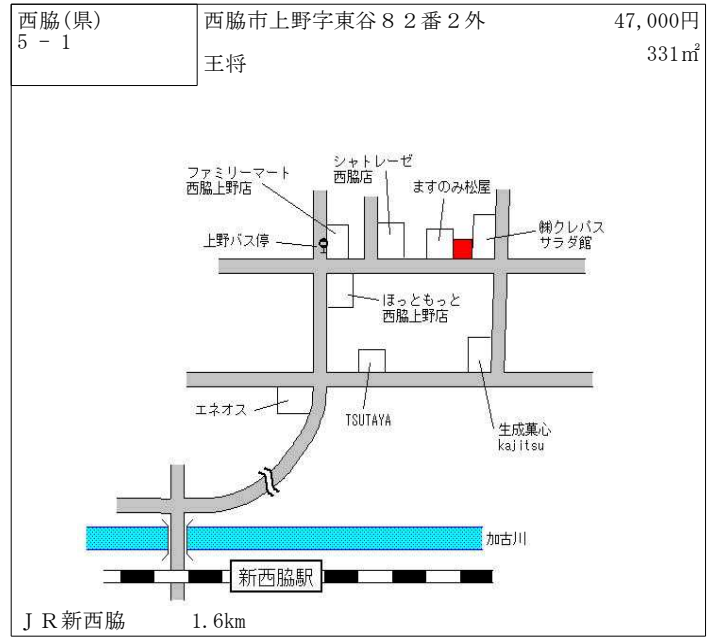 西脇(県)
5 - 1
西脇市上野字東谷８２番２外
47,000円
王将
331㎡
シャトレーゼ
西脇店
ファミリーマート
西脇上野店
ますのみ松屋
㈱クレパス
サラダ館
上野バス停
ほっともっと
西脇上野店
エネオス
TSUTAYA
生成菓心
kajitsu
加古川
新西脇駅
ＪＲ新西脇
1.6km